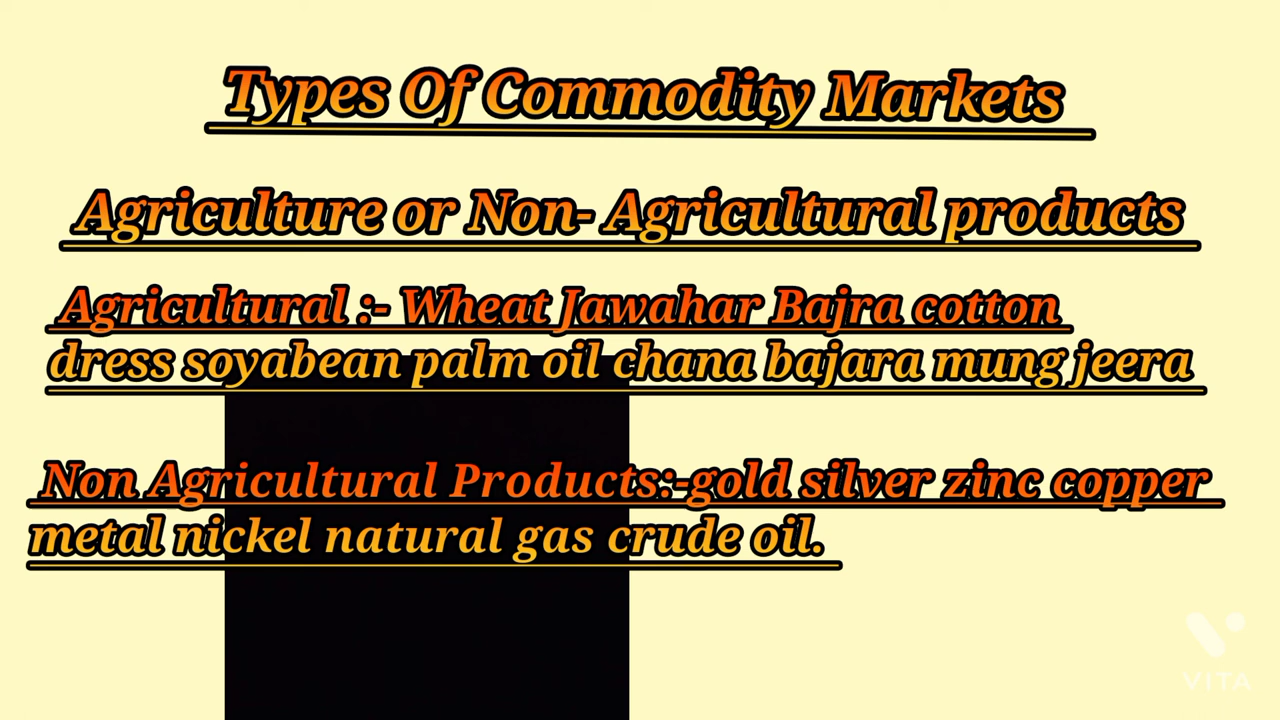 Types Of Commodity Markets
Agriculture or Non- Agricultural products
Agricultural :- Wheat Jawahar Bajra cotton
dress soyabean palm oil chana bajara mung jeera
Non Agricultural Products:-gold silver zinc copper
metal nickel natural gas crude oil.
VITA